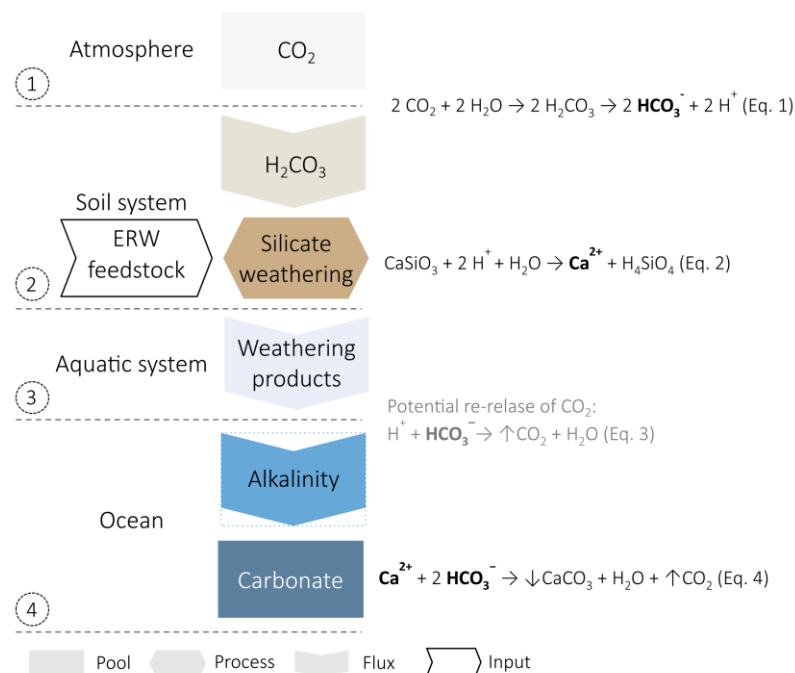 Atmosphere
CO₂
1
2 CO₂ + 2 H₂O → 2 H₂CO₃ → 2 HCO₃⁻ + 2 H⁺ (Eq. 1)
H₂CO₃
Soil system
ERW
feedstock
Silicate
weathering
CaSiO₃ + 2 H⁺ + H₂O → Ca²⁺ + H₄SiO₄ (Eq. 2)
2
Aquatic system
Weathering
products
3
Potential re-relase of CO₂:
H⁺ + HCO₃⁻ → ↑CO₂ + H₂O (Eq. 3)
Alkalinity
Ocean
Carbonate
Ca²⁺ + 2 HCO₃⁻ → ↓CaCO₃ + H₂O + ↑CO₂ (Eq. 4)
4
Pool Process Flux Input